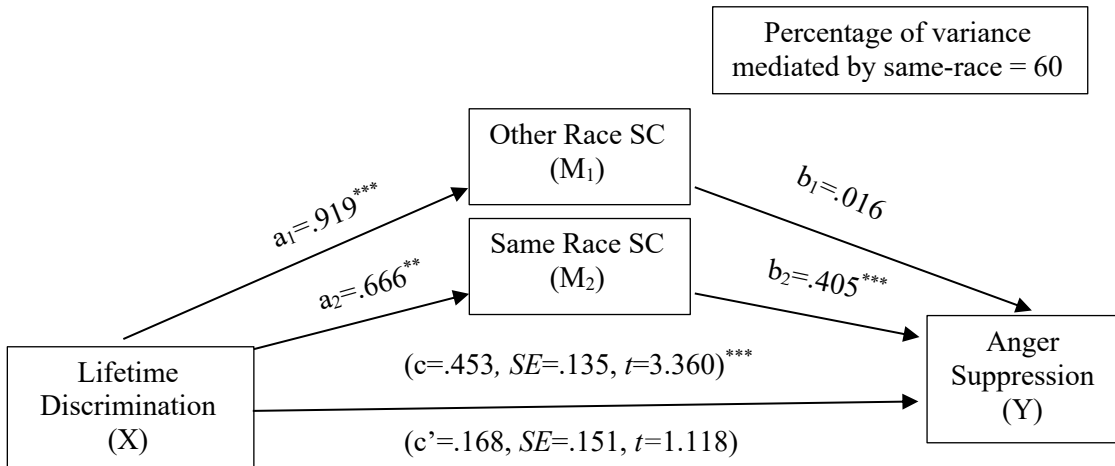 Percentage of variance
mediated by same-race = 60
Other Race SC
(M₁)
a₁=.919***
b₁=.016
Same Race SC
(M₂)
a₂=.666**
b₂=.405***
Lifetime
Discrimination
(X)
(c=.453, SE=.135, t=3.360)***
(c’=.168, SE=.151, t=1.118)
Anger
Suppression
(Y)